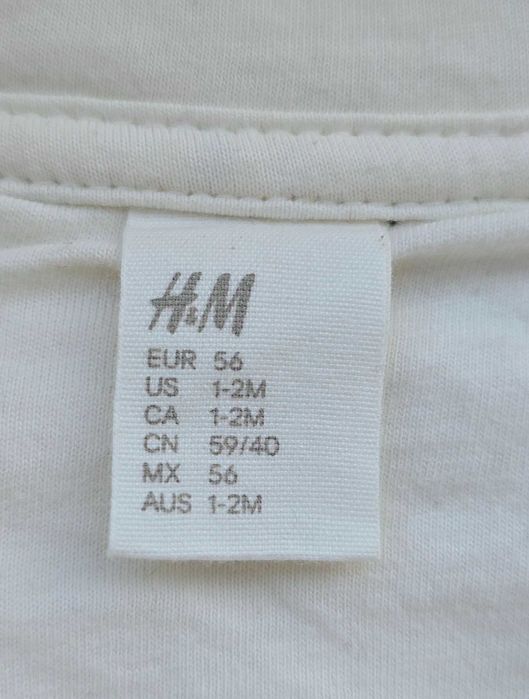 H&M
EUR 56
US 1-2M
CA 1-2M
CN 59/40
MX 56
AUS 1-2M